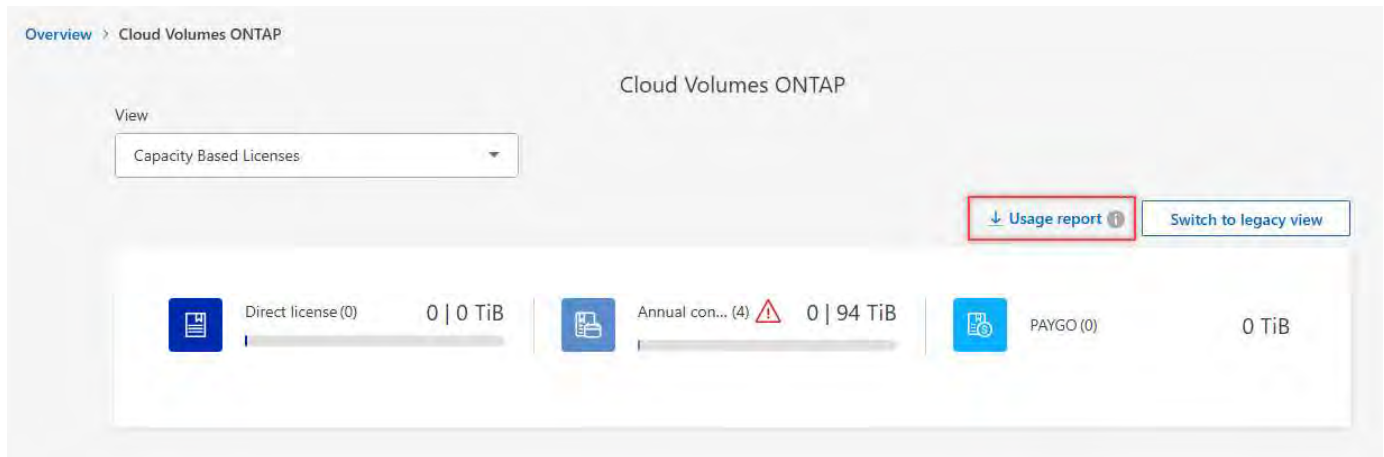 Overview > Cloud Volumes ONTAP
Cloud Volumes ONTAP
View
Capacity Based Licenses
Usage report
Switch to legacy view
Direct license (0) 0 | 0 TiB
Annual con... (4) 0 | 94 TiB
PAYGO (0) 0 TiB